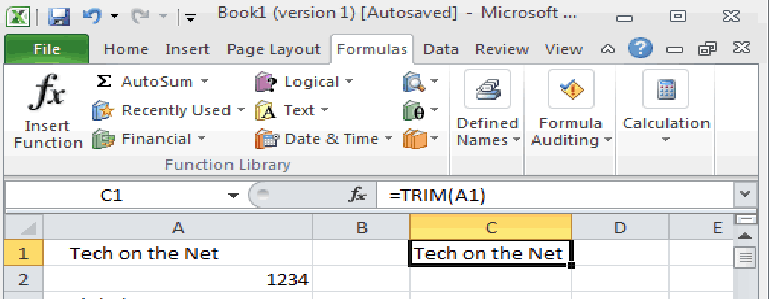 Book1 (version 1) [Autosaved] - Microsoft ...
File Home Insert Page Layout Formulas Data Review View
fx Insert Function
Σ AutoSum
Recently Used
Financial
Logical
Text
Date & Time
θ
Function Library
Defined Names
Formula Auditing
Calculation
C1 fx =TRIM(A1)
A B C D E
1 Tech on the Net Tech on the Net
2 1234